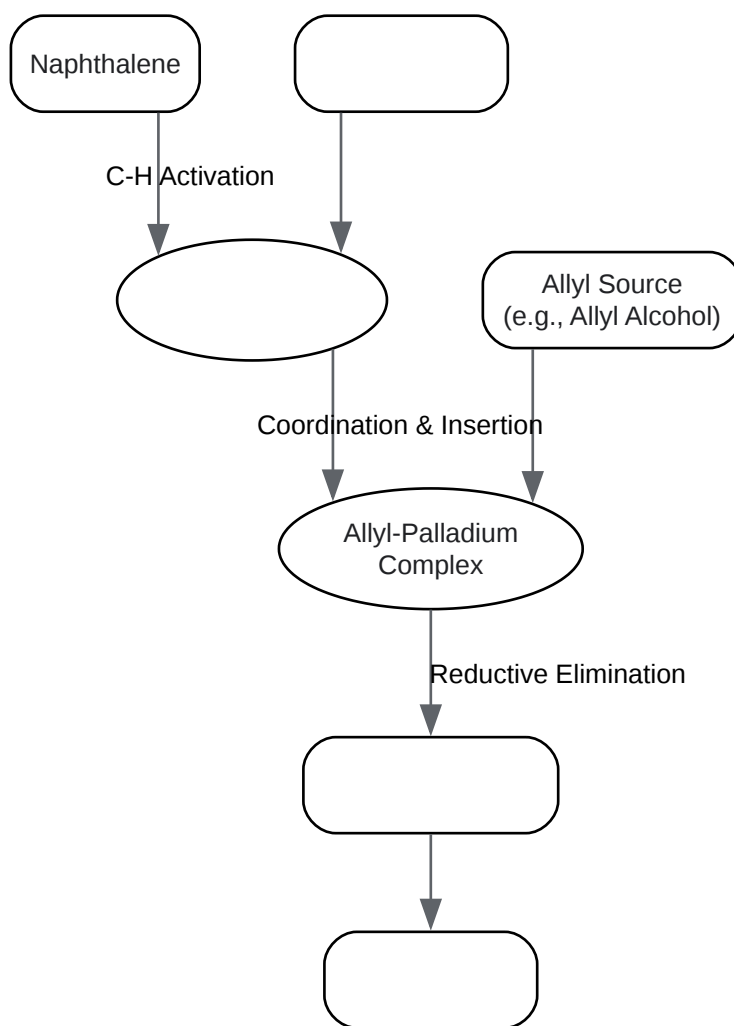 Naphthalene
C-H Activation
Allyl Source
(e.g., Allyl Alcohol)
Coordination & Insertion
Allyl-Palladium
Complex
Reductive Elimination